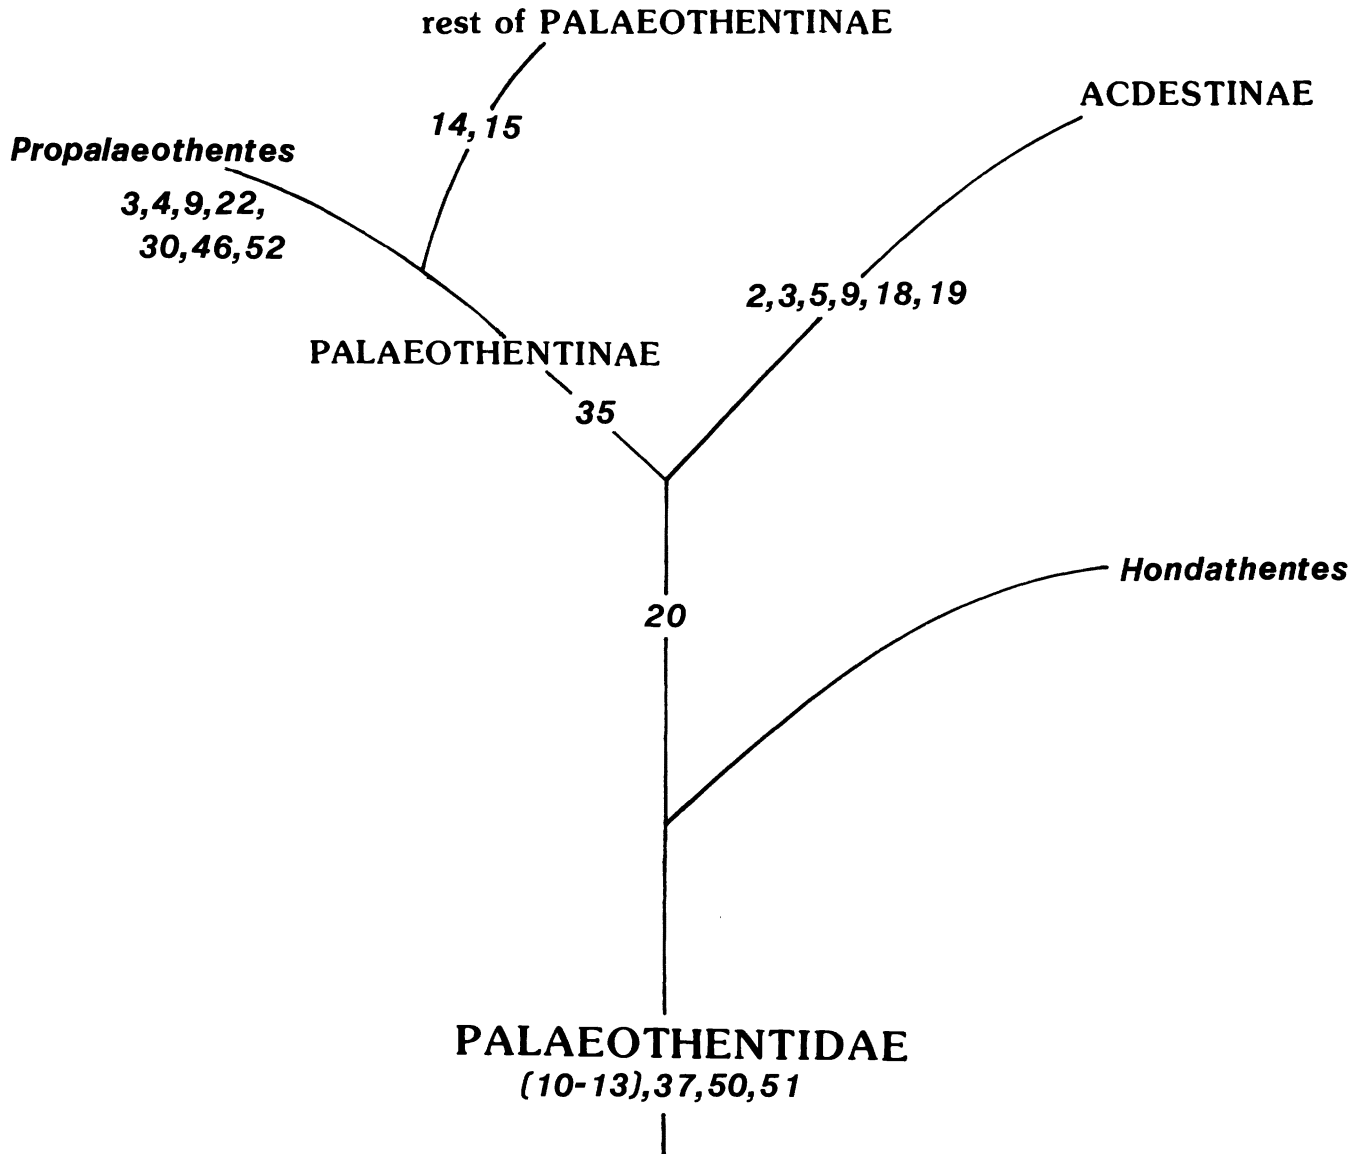 rest of PALAEOTHENTINAE
ACDESTINAE
14, 15
Propalaeothentes
3,4,9,22,
30,46,52
2,3,5,9,18,19
PALAEOTHENTINAE
35
Hondathentes
20
PALAEOTHENTIDAE
(10-13),37,50,51